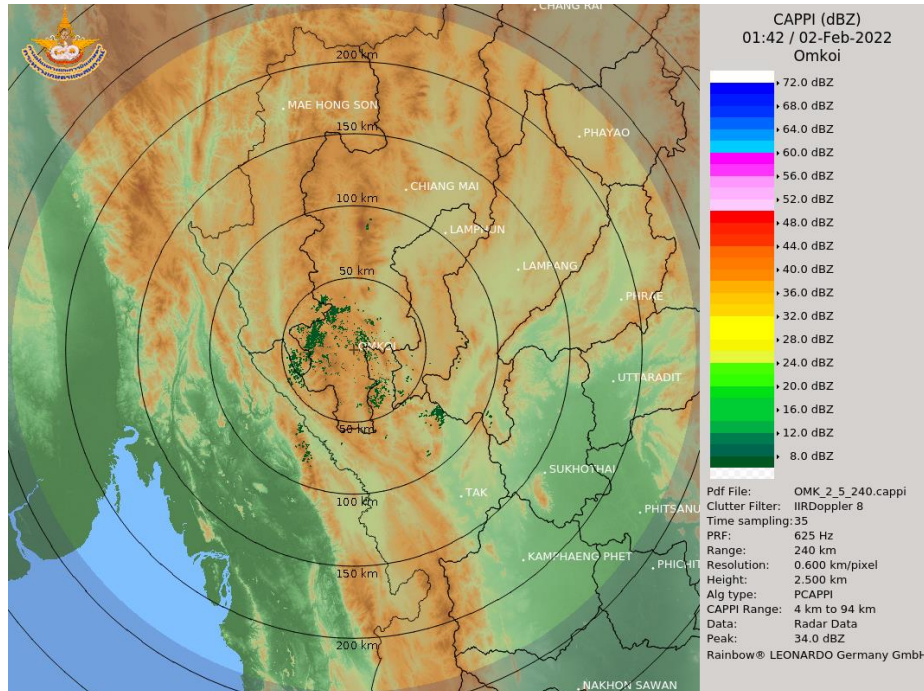 CHANG RAI
200 km
MAE HONG SON
150 km
PHAYAO
CHIANG MAI
100 km
LAMPHUN
LAMPANG
50 km
PHRAE
OMKOI
UTTARADIT
50 km
SUKHOTHAI
TAK
100 km
PHITSANU
KAMPHAENG PHET
PHICHIT
150 km
200 km
NAKHON SAWAN
CAPPI (dBZ)
01:42 / 02-Feb-2022
Omkoi
72.0 dBZ
68.0 dBZ
64.0 dBZ
60.0 dBZ
56.0 dBZ
52.0 dBZ
48.0 dBZ
44.0 dBZ
40.0 dBZ
36.0 dBZ
32.0 dBZ
28.0 dBZ
24.0 dBZ
20.0 dBZ
16.0 dBZ
12.0 dBZ
8.0 dBZ
Pdf File: OMK_2_5_240.cappi
Clutter Filter: IIRDoppler 8
Time sampling:35
PRF: 625 Hz
Range: 240 km
Resolution: 0.600 km/pixel
Height: 2.500 km
Alg type: PCAPPI
CAPPI Range: 4 km to 94 km
Data: Radar Data
Peak: 34.0 dBZ
Rainbow® LEONARDO Germany GmbH